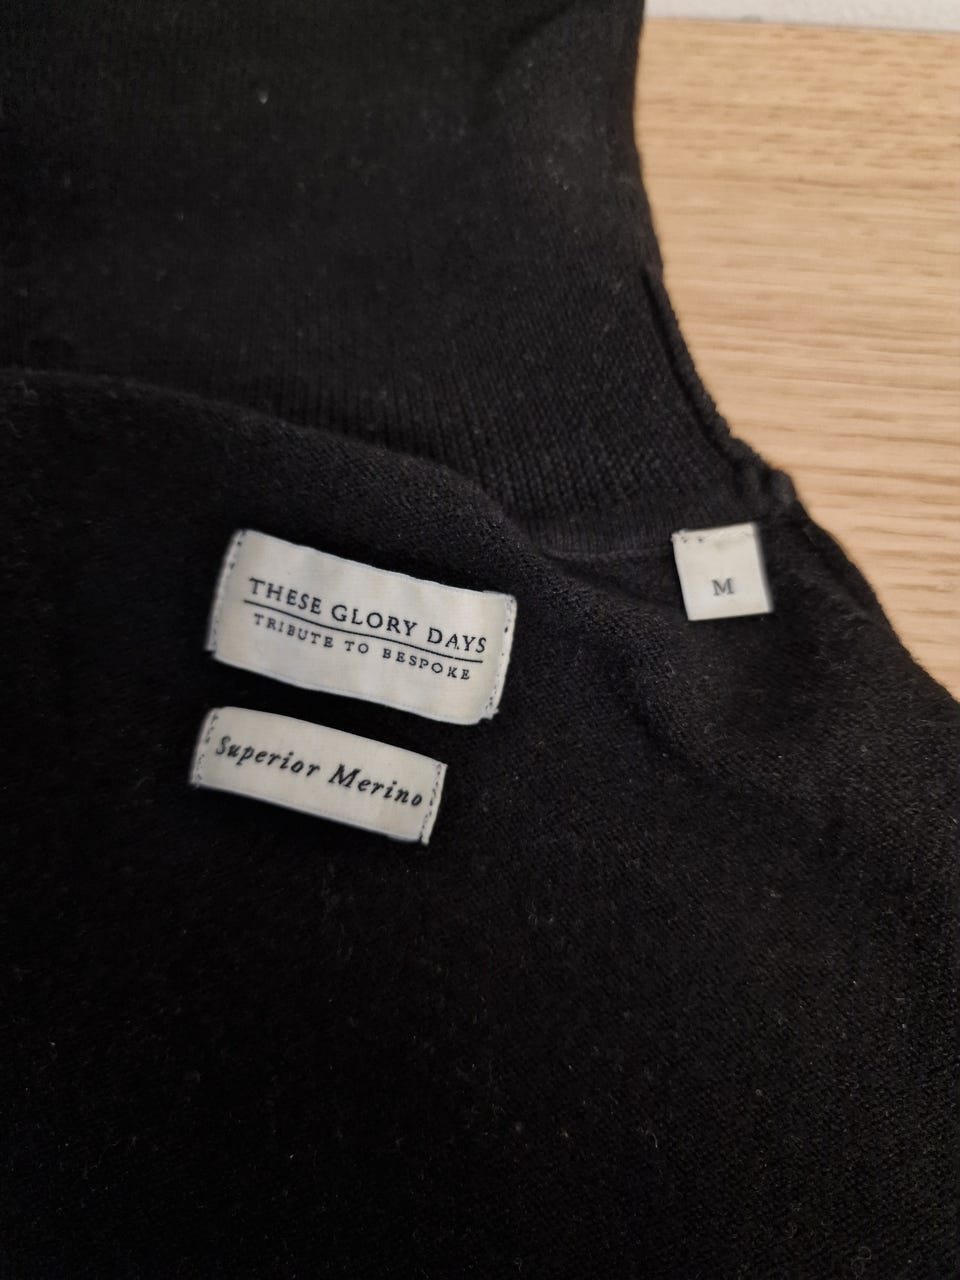 THESE GLORY DAYS
TRIBUTE TO BESPOKE
Superior Merino
M